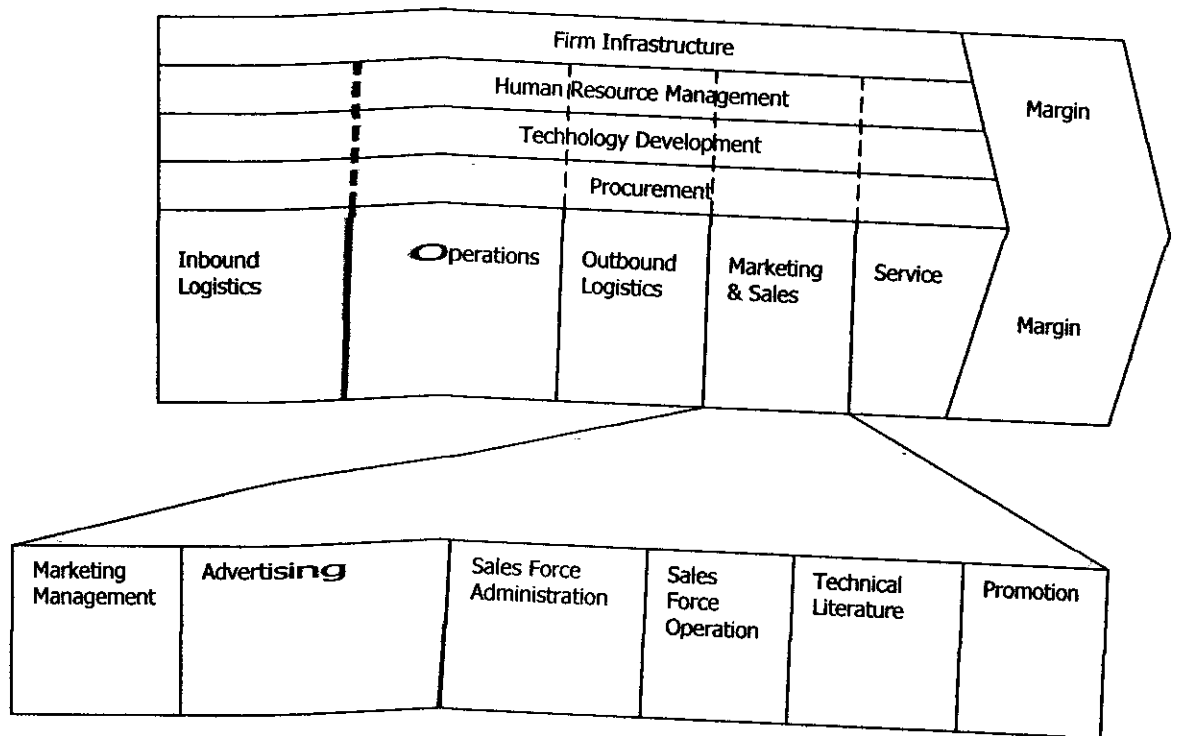 Firm Infrastructure
Human Resource Management
Technology Development
Procurement
Margin
Inbound
Logistics
Operations
Outbound
Logistics
Marketing
& Sales
Service
Margin
Marketing
Management
Advertising
Sales Force
Administration
Sales
Force
Operation
Technical
Literature
Promotion